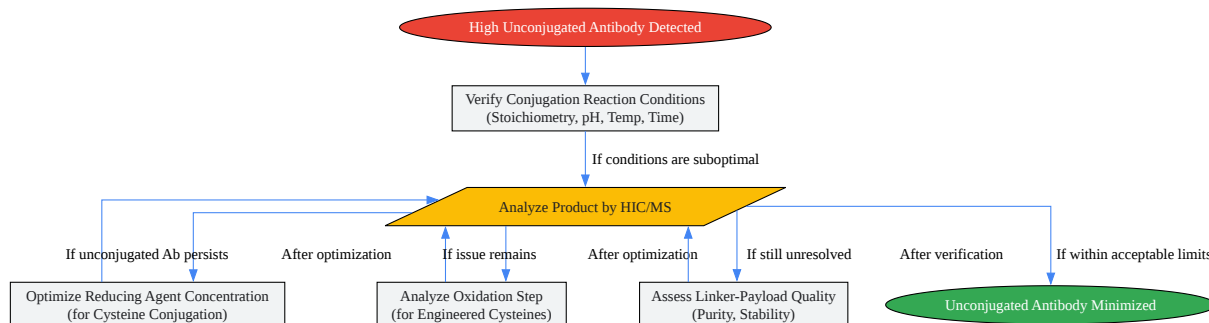 High Unconjugated Antibody Detected
Verify Conjugation Reaction Conditions
(Stoichiometry, pH, Temp, Time)
If conditions are suboptimal
Analyze Product by HIC/MS
If unconjugated Ab persists
After optimization
If issue remains
After optimization
If still unresolved
After verification
If within acceptable limits
Optimize Reducing Agent Concentration
(for Cysteine Conjugation)
Analyze Oxidation Step
(for Engineered Cysteines)
Assess Linker-Payload Quality
(Purity, Stability)
Unconjugated Antibody Minimized